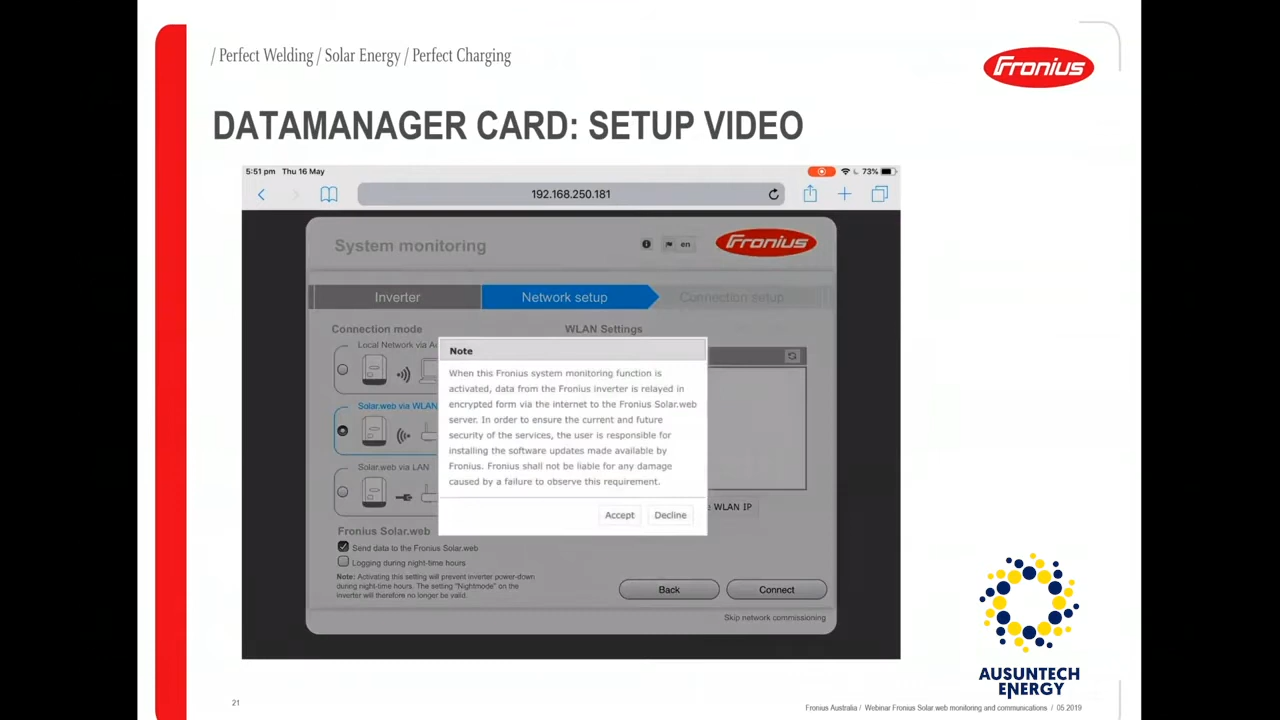 / Perfect Welding / Solar Energy / Perfect Charging
Fronius
DATAMANAGER CARD: SETUP VIDEO
5:51 pm Thu 16 May
73%
192.168.250.181
System monitoring
en
Fronius
Inverter
Network setup
Connection setup
Connection mode
WLAN Settings
Local Network via
Solar.web via WLAN
Solar.web via LAN
Note
When this Fronius system monitoring function is
activated, data from the Fronius inverter is relayed in
encrypted form via the internet to the Fronius Solar.web
server. In order to ensure the current and future
security of the services, the user is responsible for
installing the software updates made available by
Fronius. Fronius shall not be liable for any damage
caused by a failure to observe this requirement.
Accept
Decline
WLAN IP
Fronius Solar.web
Send data to the Fronius Solar.web
Logging during night-time hours
Note: Activating this setting will prevent inverter power-down
during night-time hours. The setting "Nightmode" on the
inverter will therefore no longer be valid.
Back
Connect
Skip network commissioning
AUSUNTECH
ENERGY
21
Fronius Australia / Webinar Fronius Solar web monitoring and communications / 05.2019